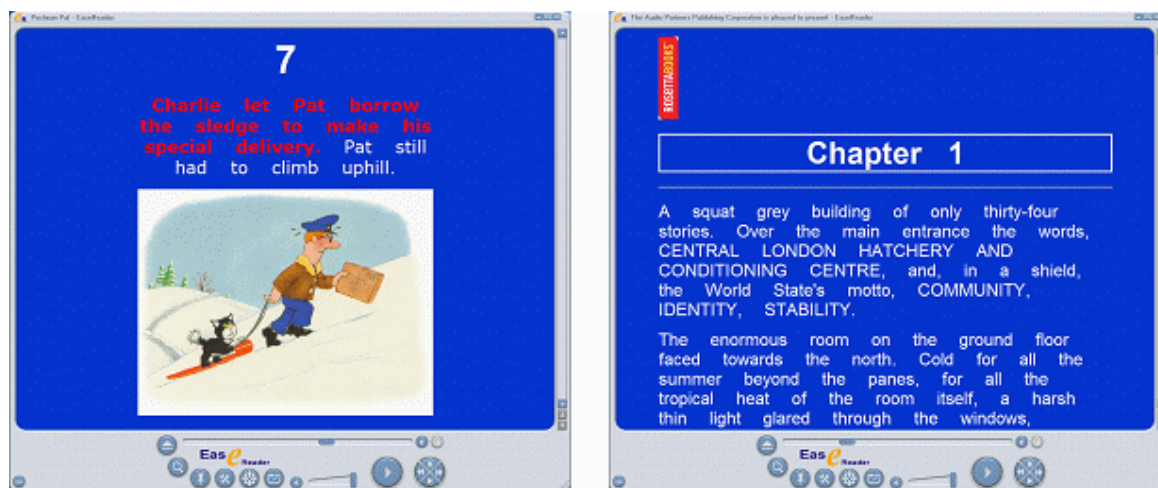 Postman Pat - EaseReader
7
Charlie let Pat borrow
the sledge to make his
special delivery. Pat still
had to climb uphill.
EaseReader
The Audio Partners Publishing Corporation is pleased to present - EaseReader
ROSETTABOOKS
Chapter 1
A squat grey building of only thirty-four
stories. Over the main entrance the words,
CENTRAL LONDON HATCHERY AND
CONDITIONING CENTRE, and, in a shield,
the World State's motto, COMMUNITY,
IDENTITY, STABILITY.
The enormous room on the ground floor
faced towards the north. Cold for all the
summer beyond the panes, for all the
tropical heat of the room itself, a harsh
thin light glared through the windows,
EaseReader